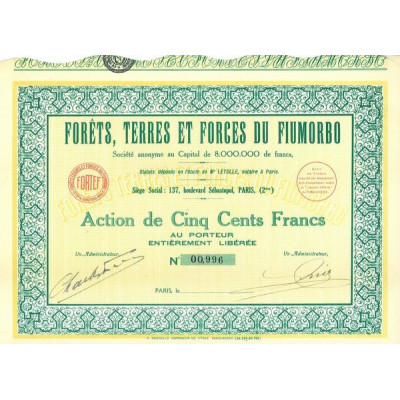 FORÊTS, TERRES ET FORCES DU FIUMORBO
Société anonyme au Capital de 8.000.000 de francs,
Statuts déposés en l'étude de Me LETULLE, notaire à Paris.
Siège Social : 137, boulevard Sébastopol, PARIS, (2me)
FORTEF
Action de Cinq Cents Francs
AU PORTEUR
ENTIÈREMENT LIBÉRÉE
Un Administrateur,
Un Administrateur,
No 00,996
PARIS, le